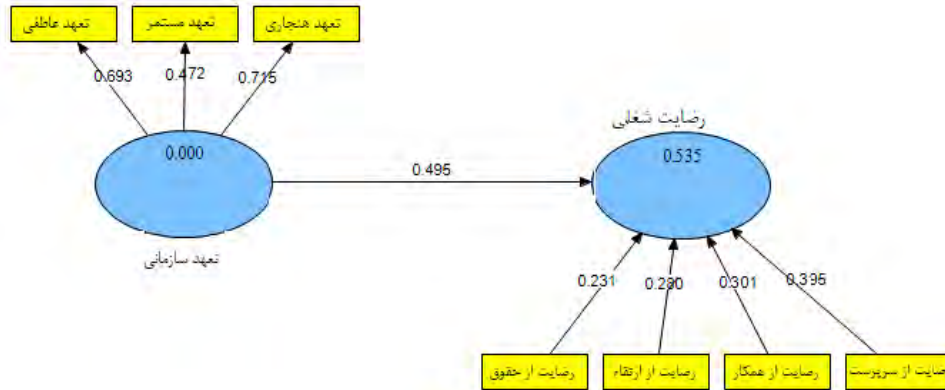 تعهد هنجاری
تعهد مستمر
تعهد عاطفی
0.693
0.472
0.715
رضایت شغلی
0.000
0.535
0.495
تعهد سازمانی
0.231
0.280
0.301
0.395
رضایت از حقوق
رضایت از ارتقاء
رضایت از همکار
ضایت از سرپرست